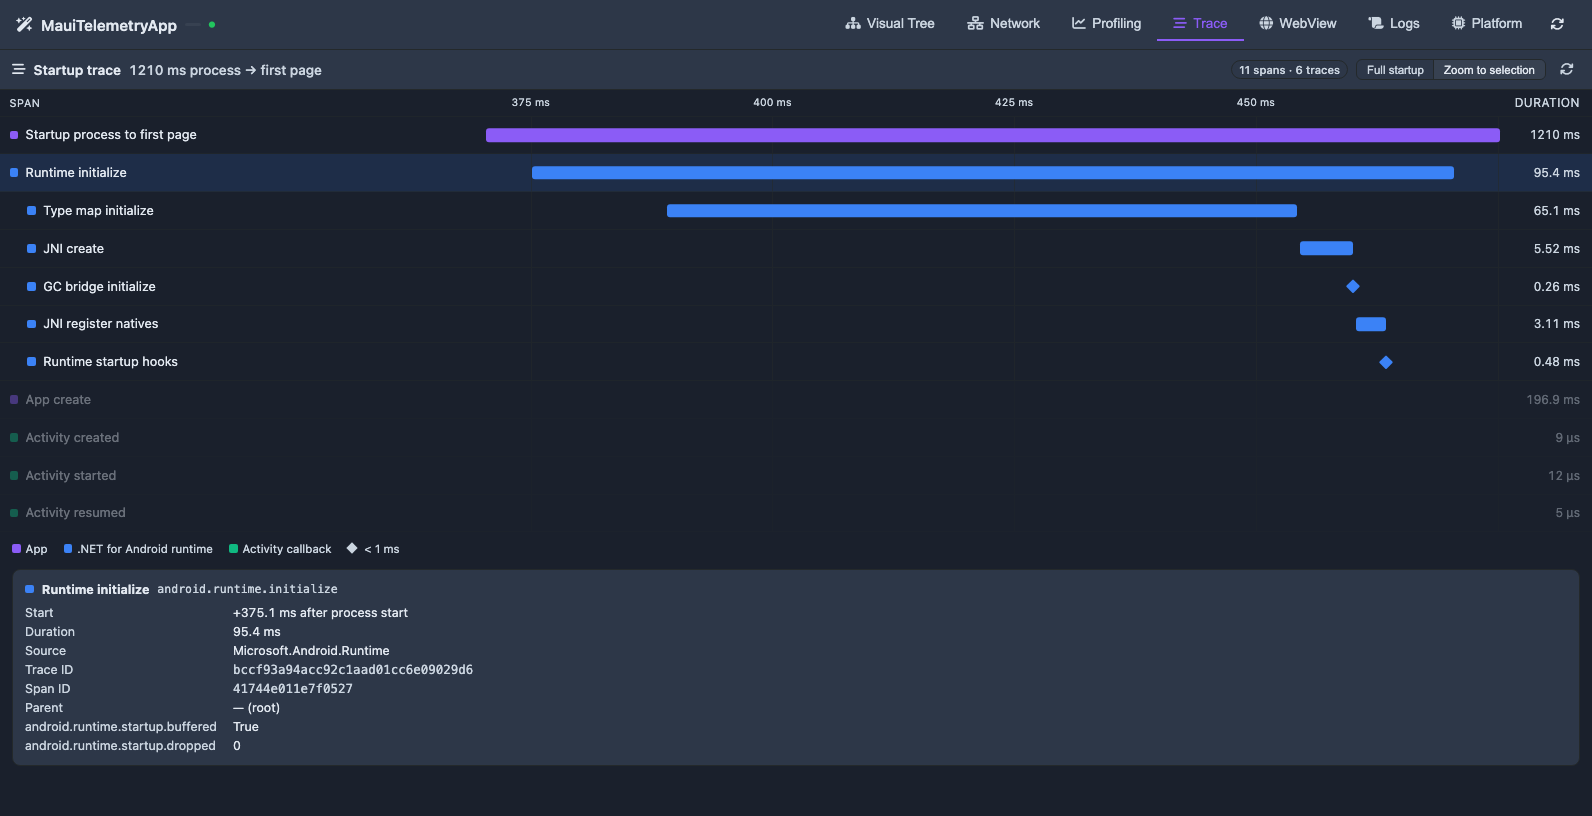 MauiTelemetryApp
Visual Tree
Network
Profiling
Trace
WebView
Logs
Platform
Startup trace 1210 ms process → first page
11 spans · 6 traces
Full startup
Zoom to selection
SPAN 375 ms 400 ms 425 ms 450 ms DURATION
Startup process to first page 1210 ms
Runtime initialize 95.4 ms
Type map initialize 65.1 ms
JNI create 5.52 ms
GC bridge initialize 0.26 ms
JNI register natives 3.11 ms
Runtime startup hooks 0.48 ms
App create 196.9 ms
Activity created 9 µs
Activity started 12 µs
Activity resumed 5 µs
App .NET for Android runtime Activity callback < 1 ms
Runtime initialize android.runtime.initialize
Start +375.1 ms after process start
Duration 95.4 ms
Source Microsoft.Android.Runtime
Trace ID bccf93a94acc92c1aad01cc6e09029d6
Span ID 41744e011e7f0527
Parent — (root)
android.runtime.startup.buffered True
android.runtime.startup.dropped 0